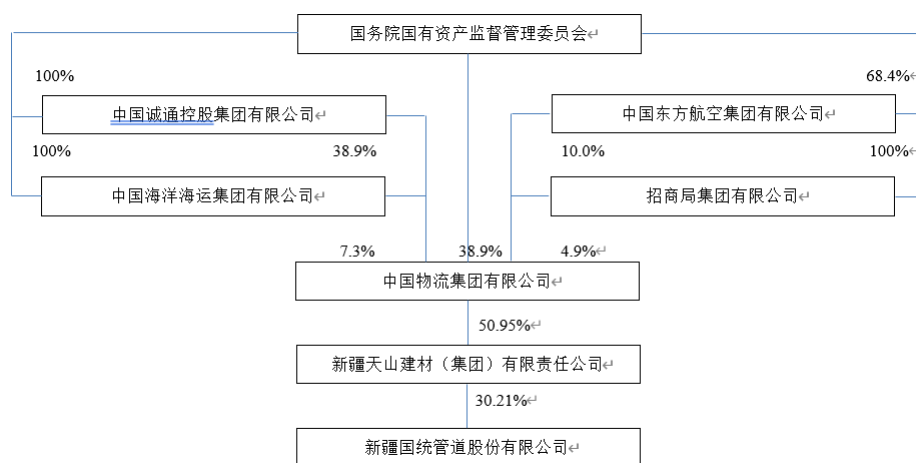 国务院国有资产监督管理委员会↵
100%
68.4%↵
中国诚通控股集团有限公司↵
中国东方航空集团有限公司↵
100%
38.9%
10.0%
100%↵
中国海洋海运集团有限公司↵
招商局集团有限公司↵
7.3%
38.9%
4.9%↵
中国物流集团有限公司↵
50.95%↵
新疆天山建材（集团）有限责任公司↵
30.21%↵
新疆国统管道股份有限公司↵